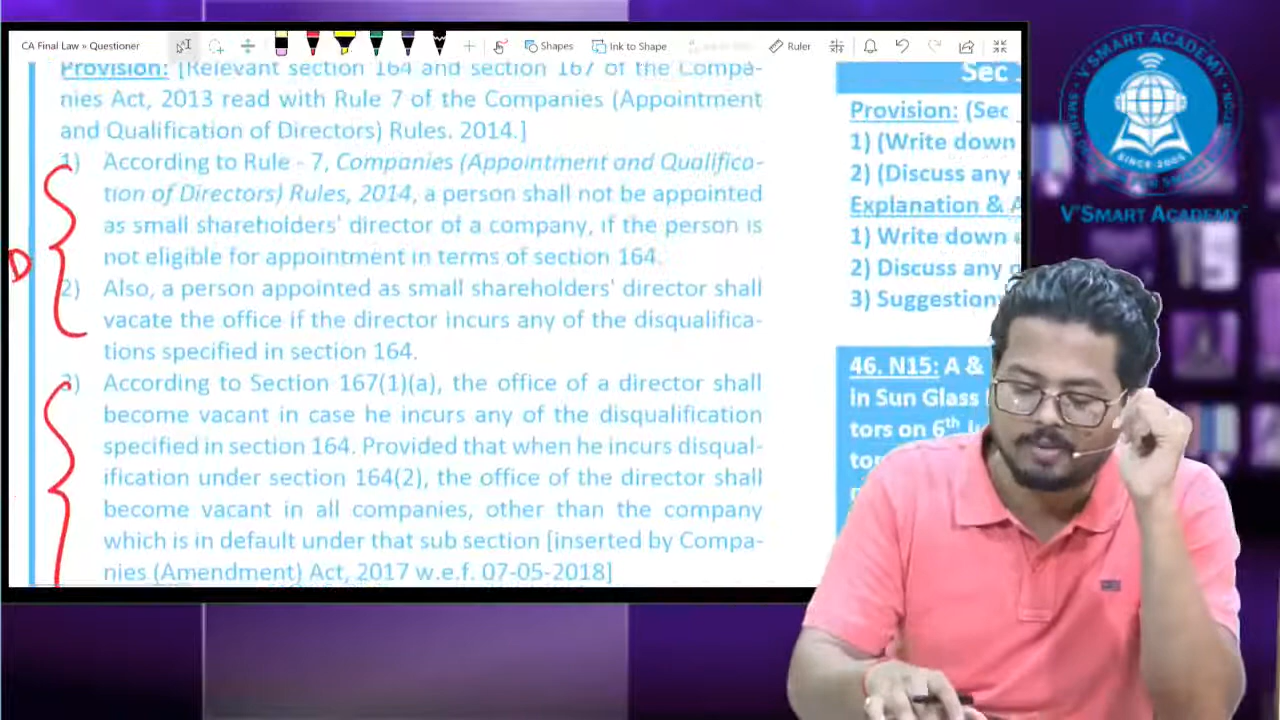 CA Final Law » Questioner
Shapes
Ink to Shape
Ruler
Provision: [Relevant section 164 and section 167 of the Compa-
nies Act, 2013 read with Rule 7 of the Companies (Appointment
and Qualification of Directors) Rules. 2014.]
1) According to Rule - 7, Companies (Appointment and Qualifica-
tion of Directors) Rules, 2014, a person shall not be appointed
as small shareholders' director of a company, if the person is
not eligible for appointment in terms of section 164.
D
2) Also, a person appointed as small shareholders' director shall
vacate the office if the director incurs any of the disqualifica-
tions specified in section 164.
3) According to Section 167(1)(a), the office of a director shall
become vacant in case he incurs any of the disqualification
specified in section 164. Provided that when he incurs disqual-
ification under section 164(2), the office of the director shall
become vacant in all companies, other than the company
which is in default under that sub section [inserted by Compa-
nies (Amendment) Act, 2017 w.e.f. 07-05-2018]
Sec
Provision: (Sec
1) (Write down
2) (Discuss any
Explanation & A
1) Write down
2) Discuss any
3) Suggestion
46. N15: A &
in Sun Glass
tors on 6th
V'SMART ACADEMY
SINCE 2005
V'SMART ACADEMY